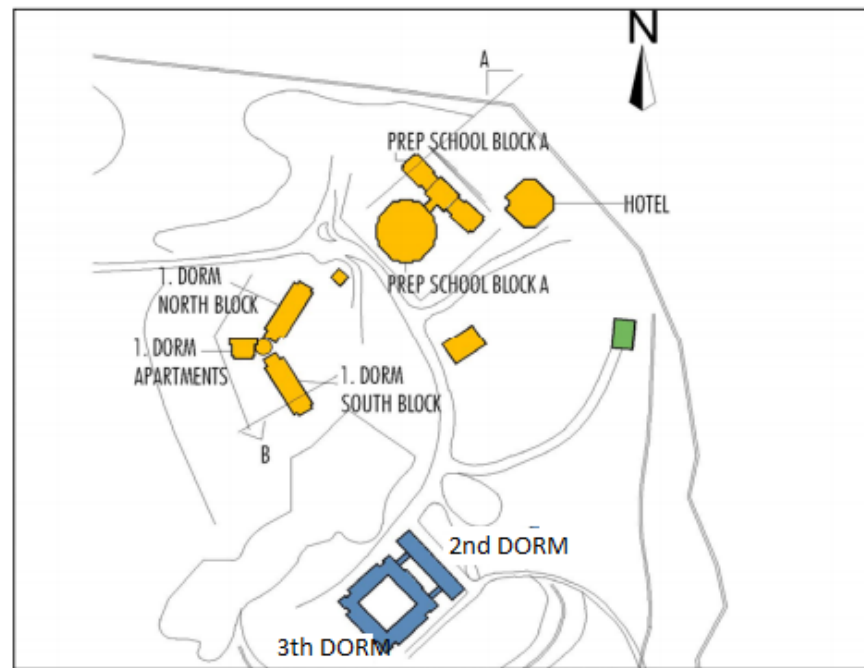 N
A
PREP SCHOOL BLOCK A
HOTEL
1. DORM
NORTH BLOCK
PREP SCHOOL BLOCK A
1. DORM
APARTMENTS
1. DORM
SOUTH BLOCK
B
2nd DORM
3th DORM